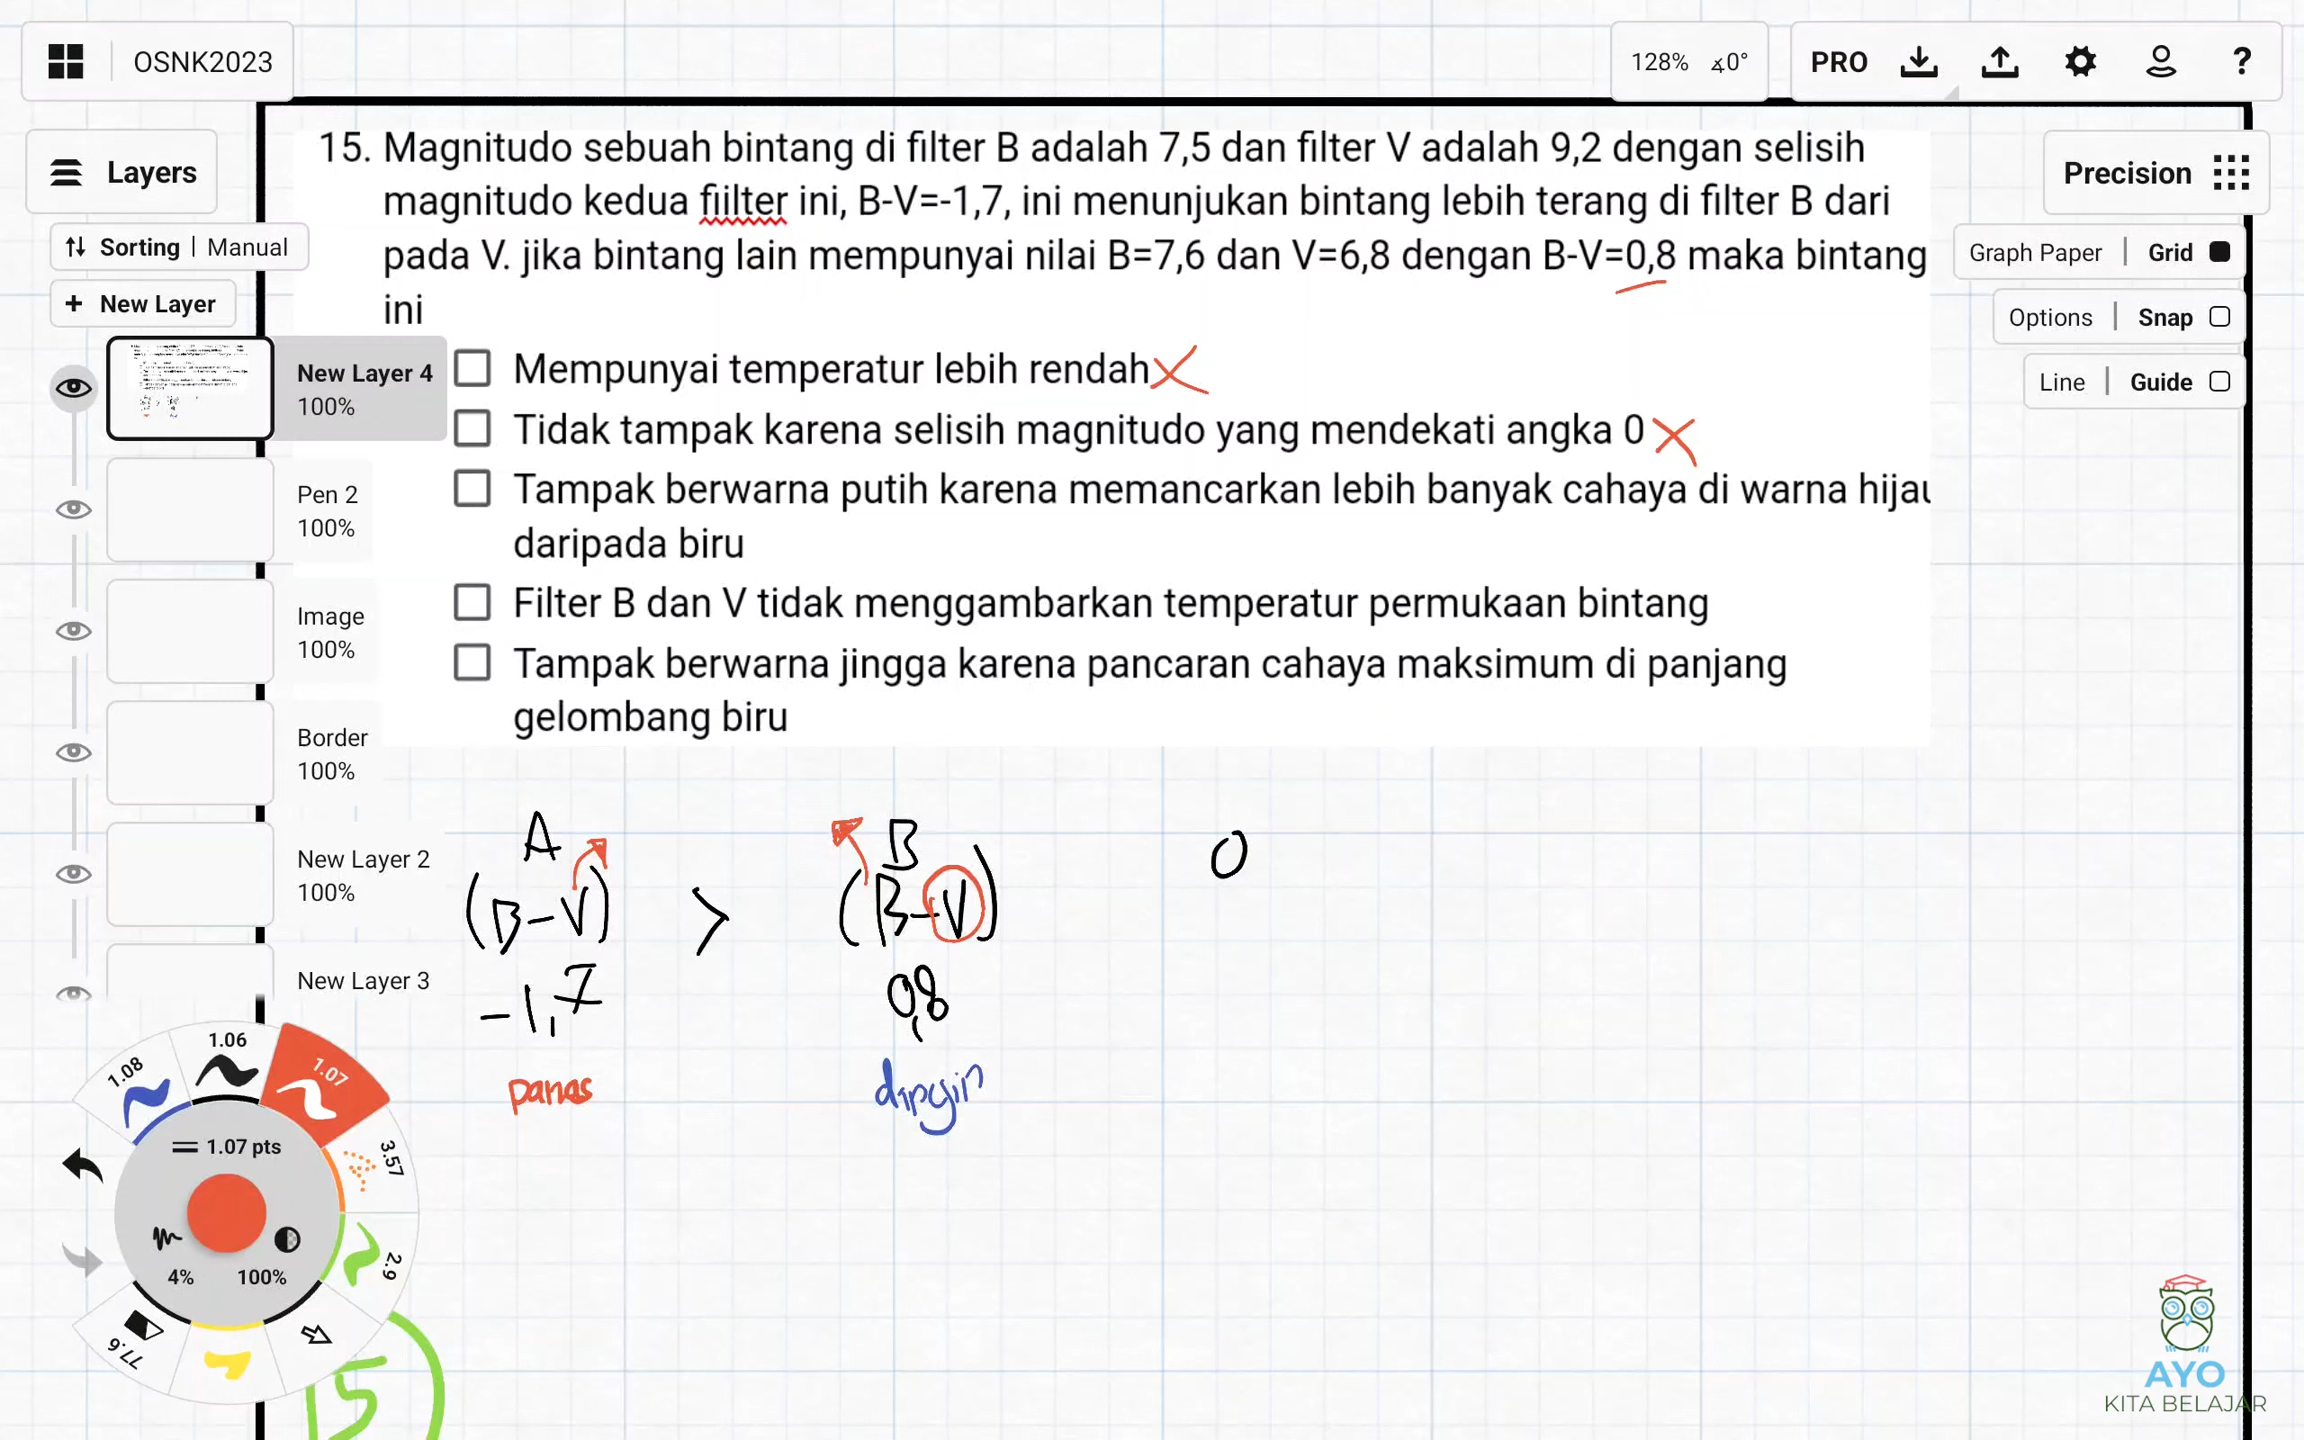 OSNK2023
128% ∡0°
PRO
?
Layers
Sorting | Manual
+ New Layer
New Layer 4
100%
Pen 2
100%
Image
100%
Border
100%
New Layer 2
100%
New Layer 3
Precision
Graph Paper | Grid
Options | Snap
Line | Guide
15. Magnitudo sebuah bintang di filter B adalah 7,5 dan filter V adalah 9,2 dengan selisih
magnitudo kedua fiilter ini, B-V=-1,7, ini menunjukan bintang lebih terang di filter B dari
pada V. jika bintang lain mempunyai nilai B=7,6 dan V=6,8 dengan B-V=0,8 maka bintang
ini
Mempunyai temperatur lebih rendah
Tidak tampak karena selisih magnitudo yang mendekati angka 0
Tampak berwarna putih karena memancarkan lebih banyak cahaya di warna hijau
daripada biru
Filter B dan V tidak menggambarkan temperatur permukaan bintang
Tampak berwarna jingga karena pancaran cahaya maksimum di panjang
gelombang biru
A B 0
(B-V) > (B-V)
-1,7 0,8
panas dingin
1.08
1.06
1.07
3.57
2.9
77.6
1.07 pts
4% 100%
15
AYO
KITA BELAJAR